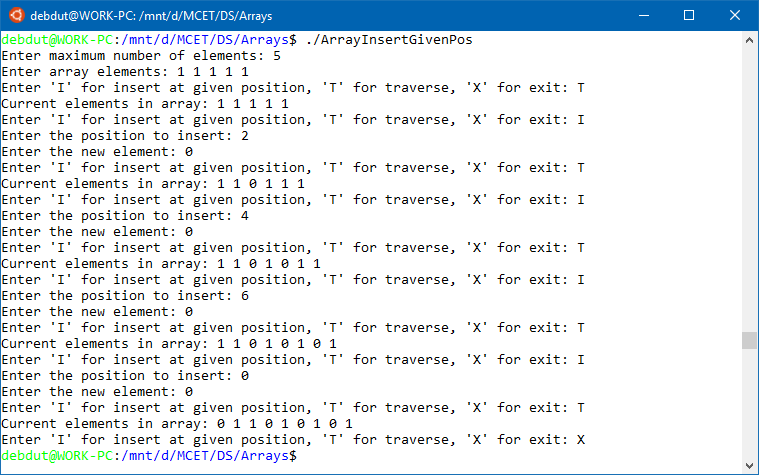 debdut@WORK-PC: /mnt/d/MCET/DS/Arrays
debdut@WORK-PC:/mnt/d/MCET/DS/Arrays$ ./ArrayInsertGivenPos
Enter maximum number of elements: 5
Enter array elements: 1 1 1 1 1
Enter 'I' for insert at given position, 'T' for traverse, 'X' for exit: T
Current elements in array: 1 1 1 1 1
Enter 'I' for insert at given position, 'T' for traverse, 'X' for exit: I
Enter the position to insert: 2
Enter the new element: 0
Enter 'I' for insert at given position, 'T' for traverse, 'X' for exit: T
Current elements in array: 1 1 0 1 1 1
Enter 'I' for insert at given position, 'T' for traverse, 'X' for exit: I
Enter the position to insert: 4
Enter the new element: 0
Enter 'I' for insert at given position, 'T' for traverse, 'X' for exit: T
Current elements in array: 1 1 0 1 0 1 1
Enter 'I' for insert at given position, 'T' for traverse, 'X' for exit: I
Enter the position to insert: 6
Enter the new element: 0
Enter 'I' for insert at given position, 'T' for traverse, 'X' for exit: T
Current elements in array: 1 1 0 1 0 1 0 1
Enter 'I' for insert at given position, 'T' for traverse, 'X' for exit: I
Enter the position to insert: 0
Enter the new element: 0
Enter 'I' for insert at given position, 'T' for traverse, 'X' for exit: T
Current elements in array: 0 1 1 0 1 0 1 0 1
Enter 'I' for insert at given position, 'T' for traverse, 'X' for exit: X
debdut@WORK-PC:/mnt/d/MCET/DS/Arrays$